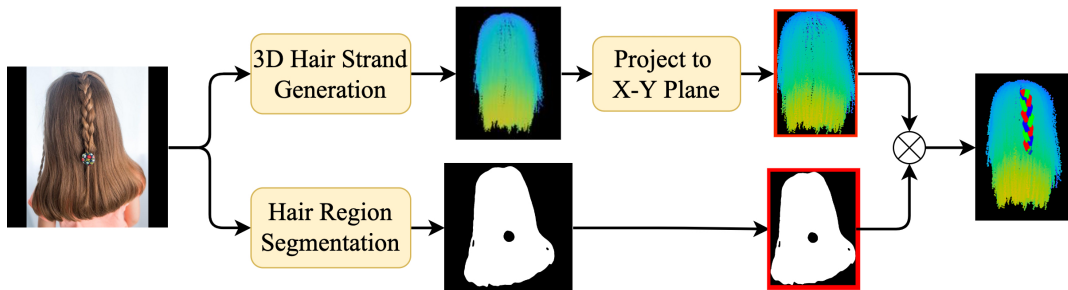 3D Hair Strand
Generation
Project to
X-Y Plane
Hair Region
Segmentation